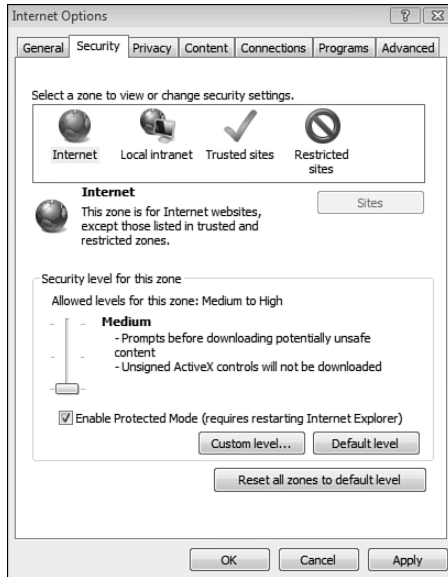 Internet Options
General Security Privacy Content Connections Programs Advanced
Select a zone to view or change security settings.
Internet Local intranet Trusted sites Restricted
sites
Internet
Sites
This zone is for Internet websites,
except those listed in trusted and
restricted zones.
Security level for this zone
Allowed levels for this zone: Medium to High
Medium
- Prompts before downloading potentially unsafe
content
- Unsigned ActiveX controls will not be downloaded
Enable Protected Mode (requires restarting Internet Explorer)
Custom level... Default level
Reset all zones to default level
OK Cancel Apply